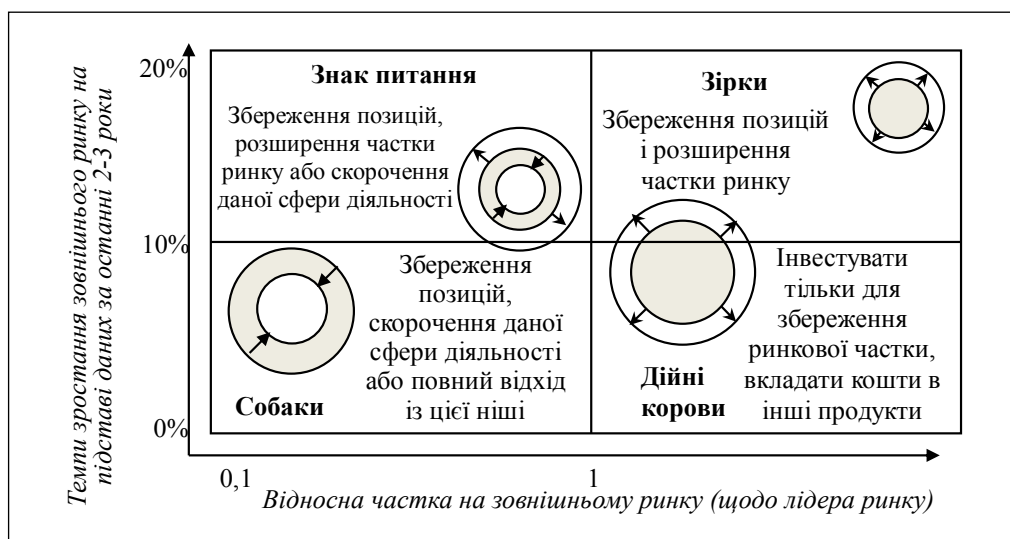 Темпи зростання зовнішнього ринку на
підставі даних за останні 2-3 роки
20%
10%
0%
Знак питання
Збереження позицій,
розширення частки
ринку або скорочення
даної сфери діяльності
Зірки
Збереження позицій
і розширення
частки ринку
Збереження
позицій,
скорочення даної
сфери діяльності
або повний відхід
із цієї ніші
Собаки
Інвестувати
тільки для
збереження
ринкової частки,
вкладати кошти в
інші продукти
Дійні
корови
0,1
1
Відносна частка на зовнішньому ринку (щодо лідера ринку)